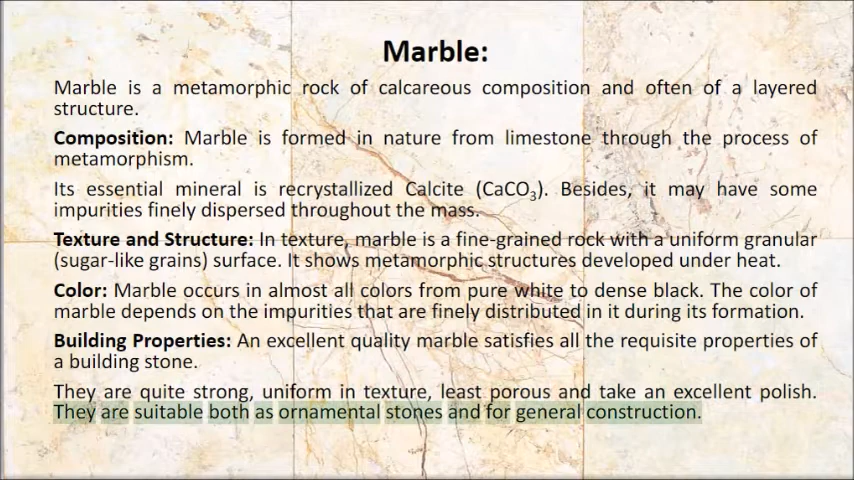 Marble:
Marble is a metamorphic rock of calcareous composition and often of a layered
structure.
Composition: Marble is formed in nature from limestone through the process of
metamorphism.
Its essential mineral is recrystallized Calcite (CaCO₃). Besides, it may have some
impurities finely dispersed throughout the mass.
Texture and Structure: In texture, marble is a fine-grained rock with a uniform granular
(sugar-like grains) surface. It shows metamorphic structures developed under heat.
Color: Marble occurs in almost all colors from pure white to dense black. The color of
marble depends on the impurities that are finely distributed in it during its formation.
Building Properties: An excellent quality marble satisfies all the requisite properties of
a building stone.
They are quite strong, uniform in texture, least porous and take an excellent polish.
They are suitable both as ornamental stones and for general construction.